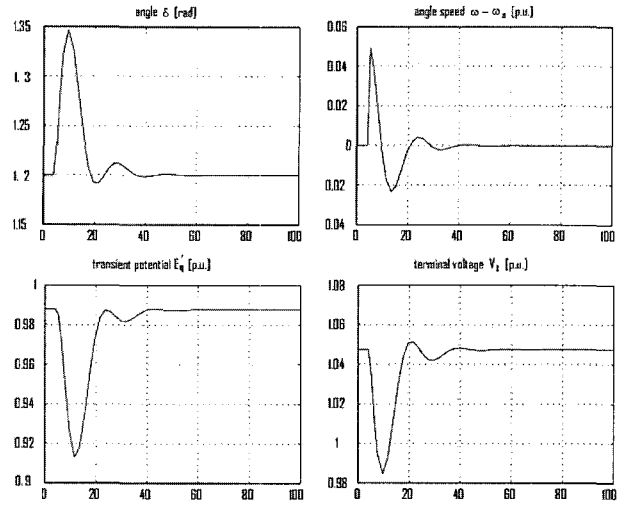 angle δ [rad]
1.35
1.3
1.25
1.2
1.15
0 20 40 60 80 100
angle speed ω − ωs [p.u.]
0.06
0.04
0.02
0
0.02
0.04
0 20 40 60 80 100
transient potential E'q [p.u.]
1
0.98
0.96
0.94
0.92
0.9
0 20 40 60 80 100
terminal voltage Vt [p.u.]
1.08
1.06
1.04
1.02
1
0.98
0 20 40 60 80 100